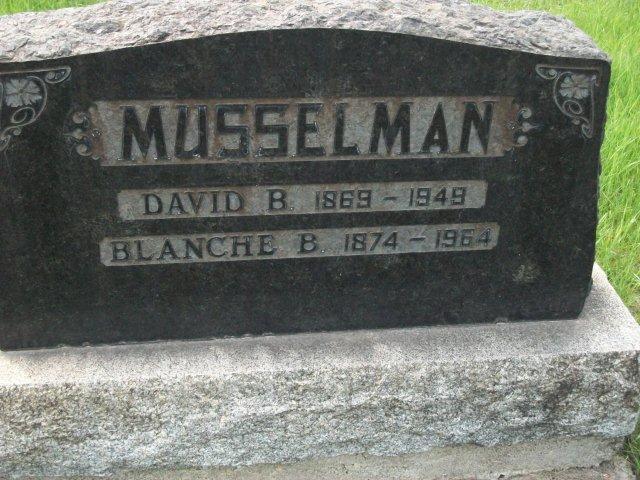 MUSSELMAN
DAVID B. 1869 - 1949
BLANCHE B. 1874 - 1964